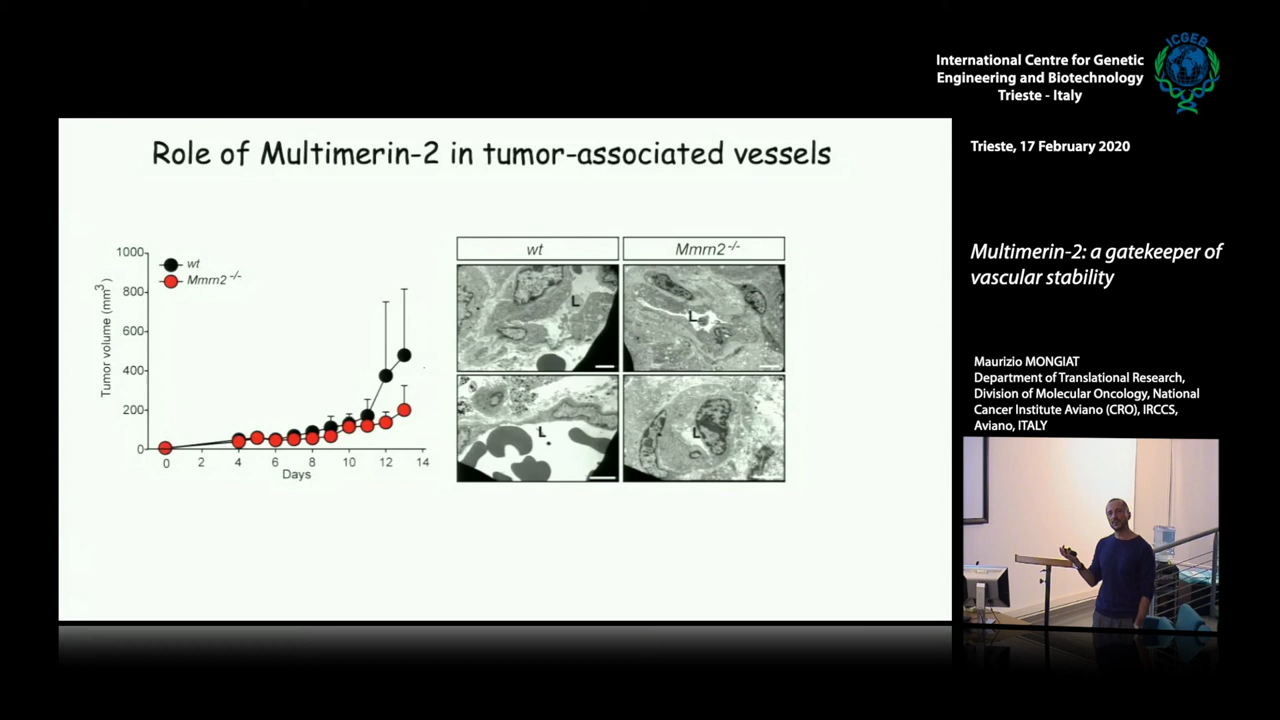 ICGEB
International Centre for Genetic
Engineering and Biotechnology
Trieste - Italy
Trieste, 17 February 2020
Role of Multimerin-2 in tumor-associated vessels
Multimerin-2: a gatekeeper of
vascular stability
Maurizio MONGIAT
Department of Translational Research,
Division of Molecular Oncology, National
Cancer Institute Aviano (CRO), IRCCS,
Aviano, ITALY
wt
Mmrn2 -/-
Tumor volume (mm3)
1000
800
600
400
200
0
0 2 4 6 8 10 12 14
Days
wt Mmrn2-/-
L
L
L
L